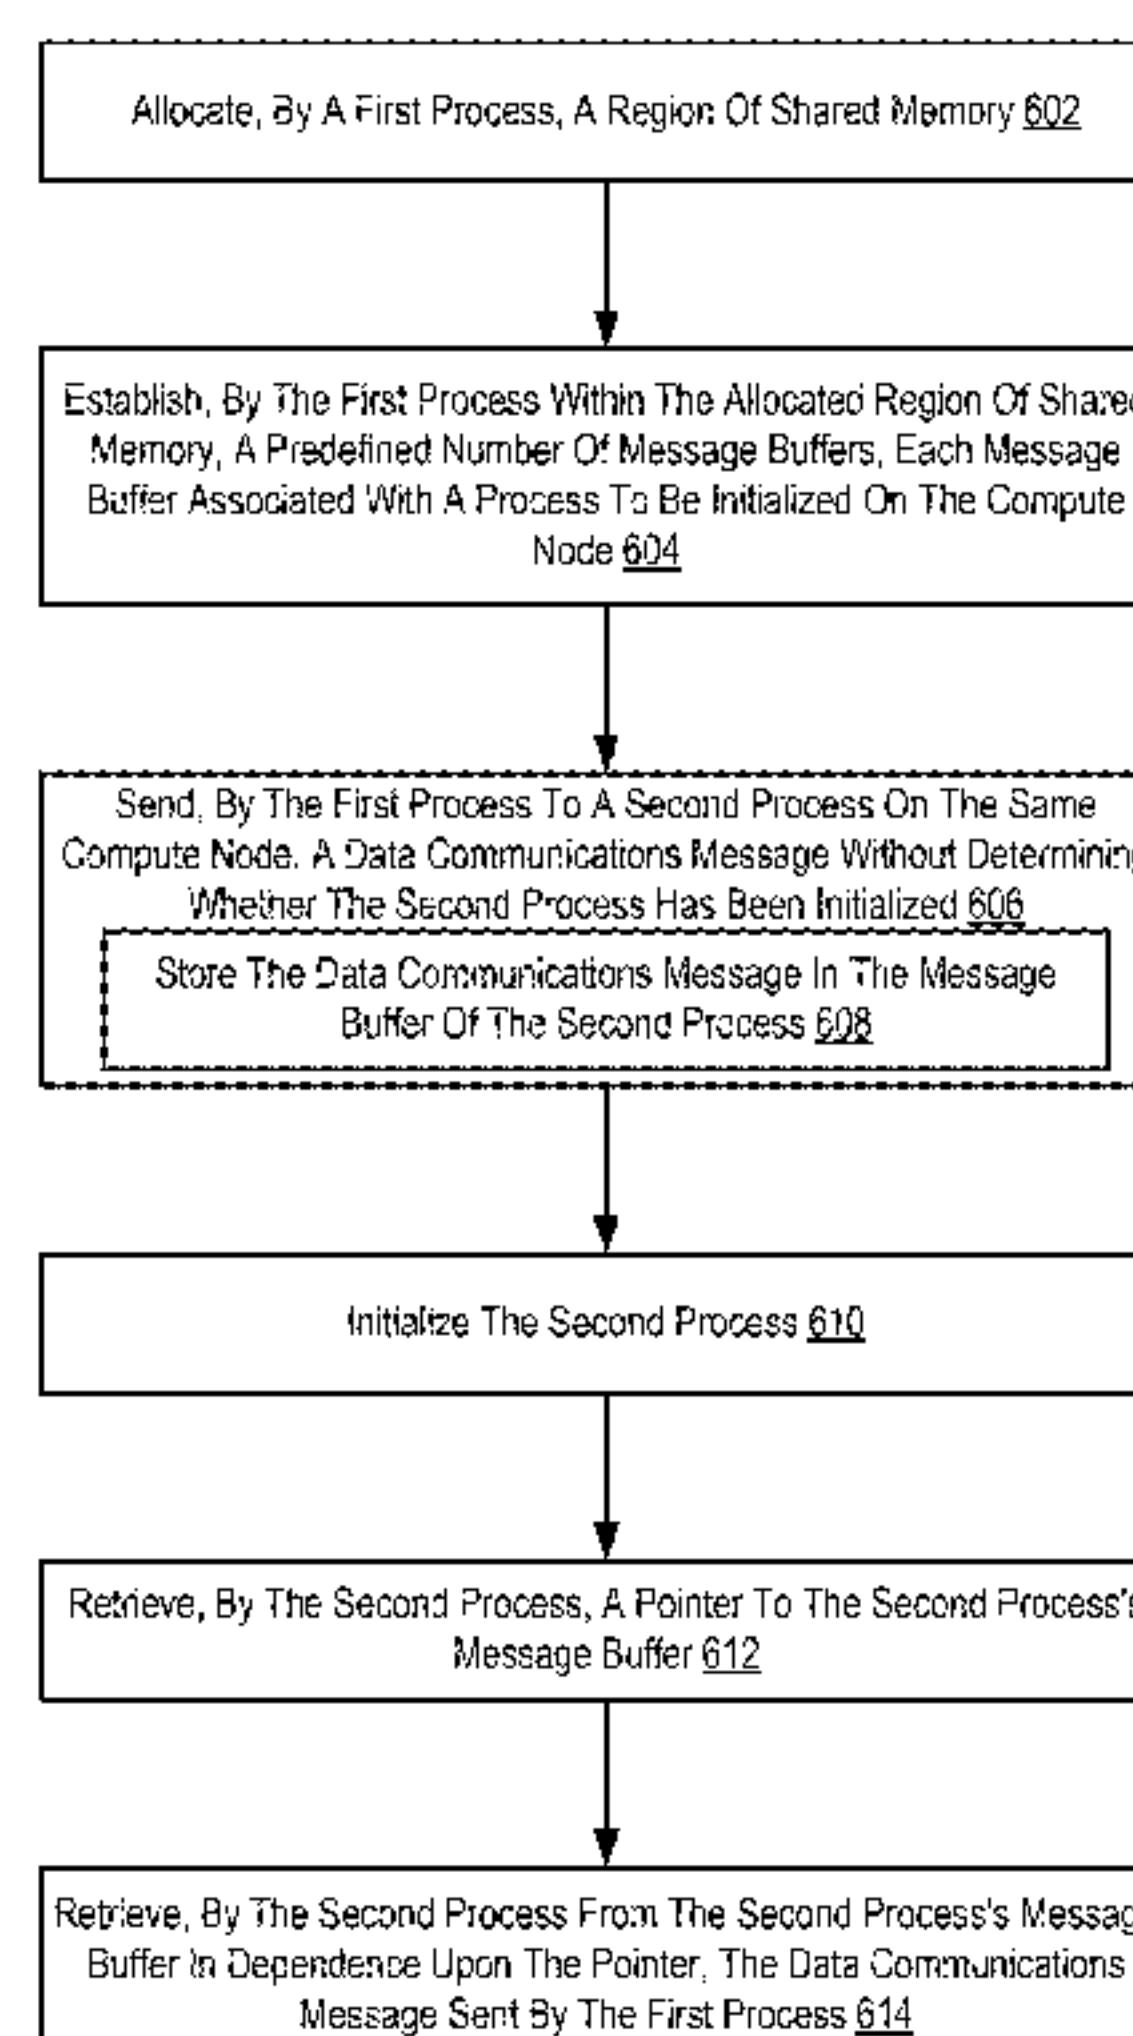 Allocate, By A First Process, A Region Of Shared Memory 602
Establish, By The First Process Within The Allocated Region Of Shared
Memory, A Predefined Number Of Message Buffers, Each Message
Buffer Associated With A Process To Be Initialized On The Compute
Node 604
Send, By The First Process To A Second Process On The Same
Compute Node, A Data Communications Message Without Determining
Whether The Second Process Has Been Initialized 606
Store The Data Communications Message In The Message
Buffer Of The Second Process 608
Initialize The Second Process 610
Retrieve, By The Second Process, A Pointer To The Second Process's
Message Buffer 612
Retrieve, By The Second Process From The Second Process's Message
Buffer In Dependence Upon The Pointer, The Data Communications
Message Sent By The First Process 614